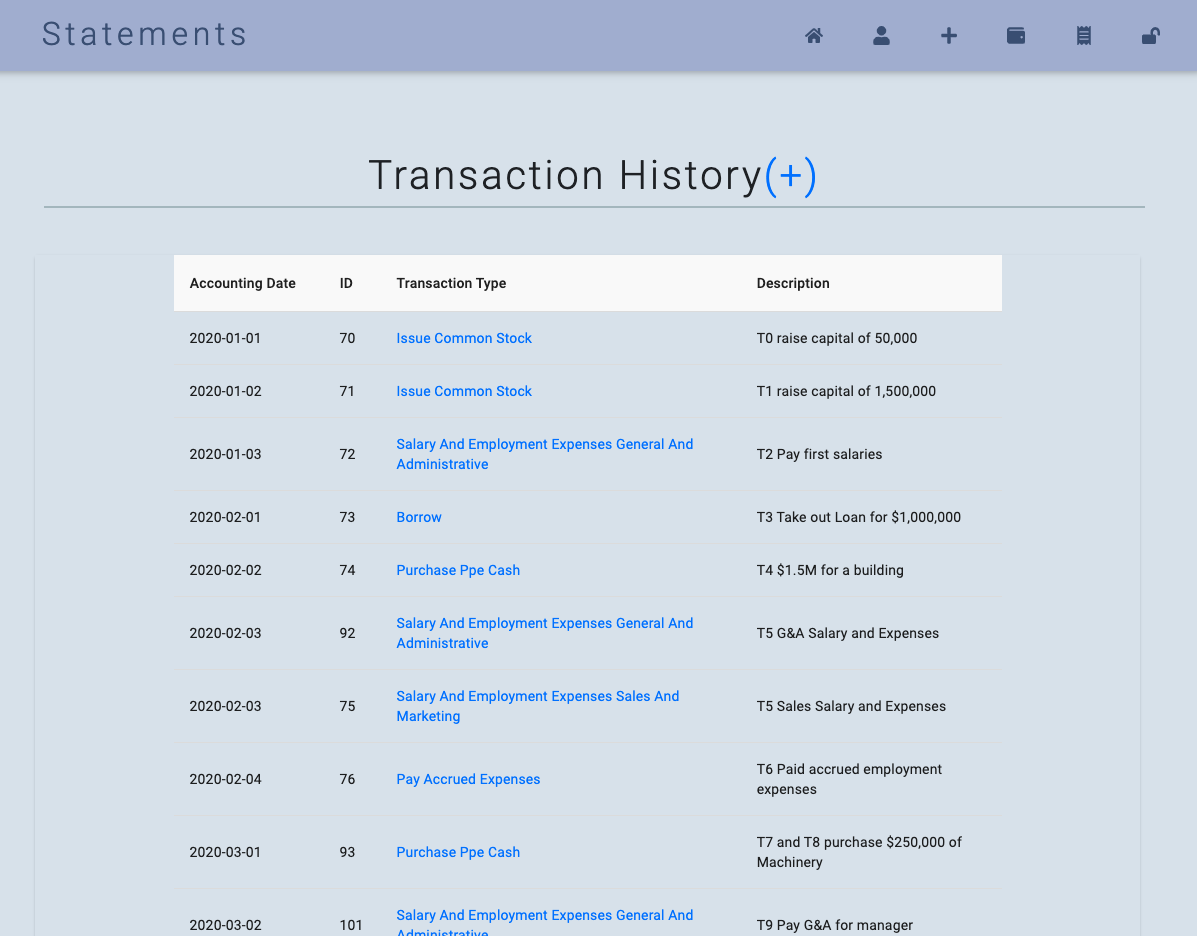 Statements
Transaction History(+)
Accounting Date ID Transaction Type Description
2020-01-01 70 Issue Common Stock T0 raise capital of 50,000
2020-01-02 71 Issue Common Stock T1 raise capital of 1,500,000
2020-01-03 72 Salary And Employment Expenses General And
Administrative T2 Pay first salaries
2020-02-01 73 Borrow T3 Take out Loan for $1,000,000
2020-02-02 74 Purchase Ppe Cash T4 $1.5M for a building
2020-02-03 92 Salary And Employment Expenses General And
Administrative T5 G&A Salary and Expenses
2020-02-03 75 Salary And Employment Expenses Sales And
Marketing T5 Sales Salary and Expenses
2020-02-04 76 Pay Accrued Expenses T6 Paid accrued employment
expenses
2020-03-01 93 Purchase Ppe Cash T7 and T8 purchase $250,000 of
Machinery
2020-03-02 101 Salary And Employment Expenses General And
Administrative T9 Pay G&A for manager